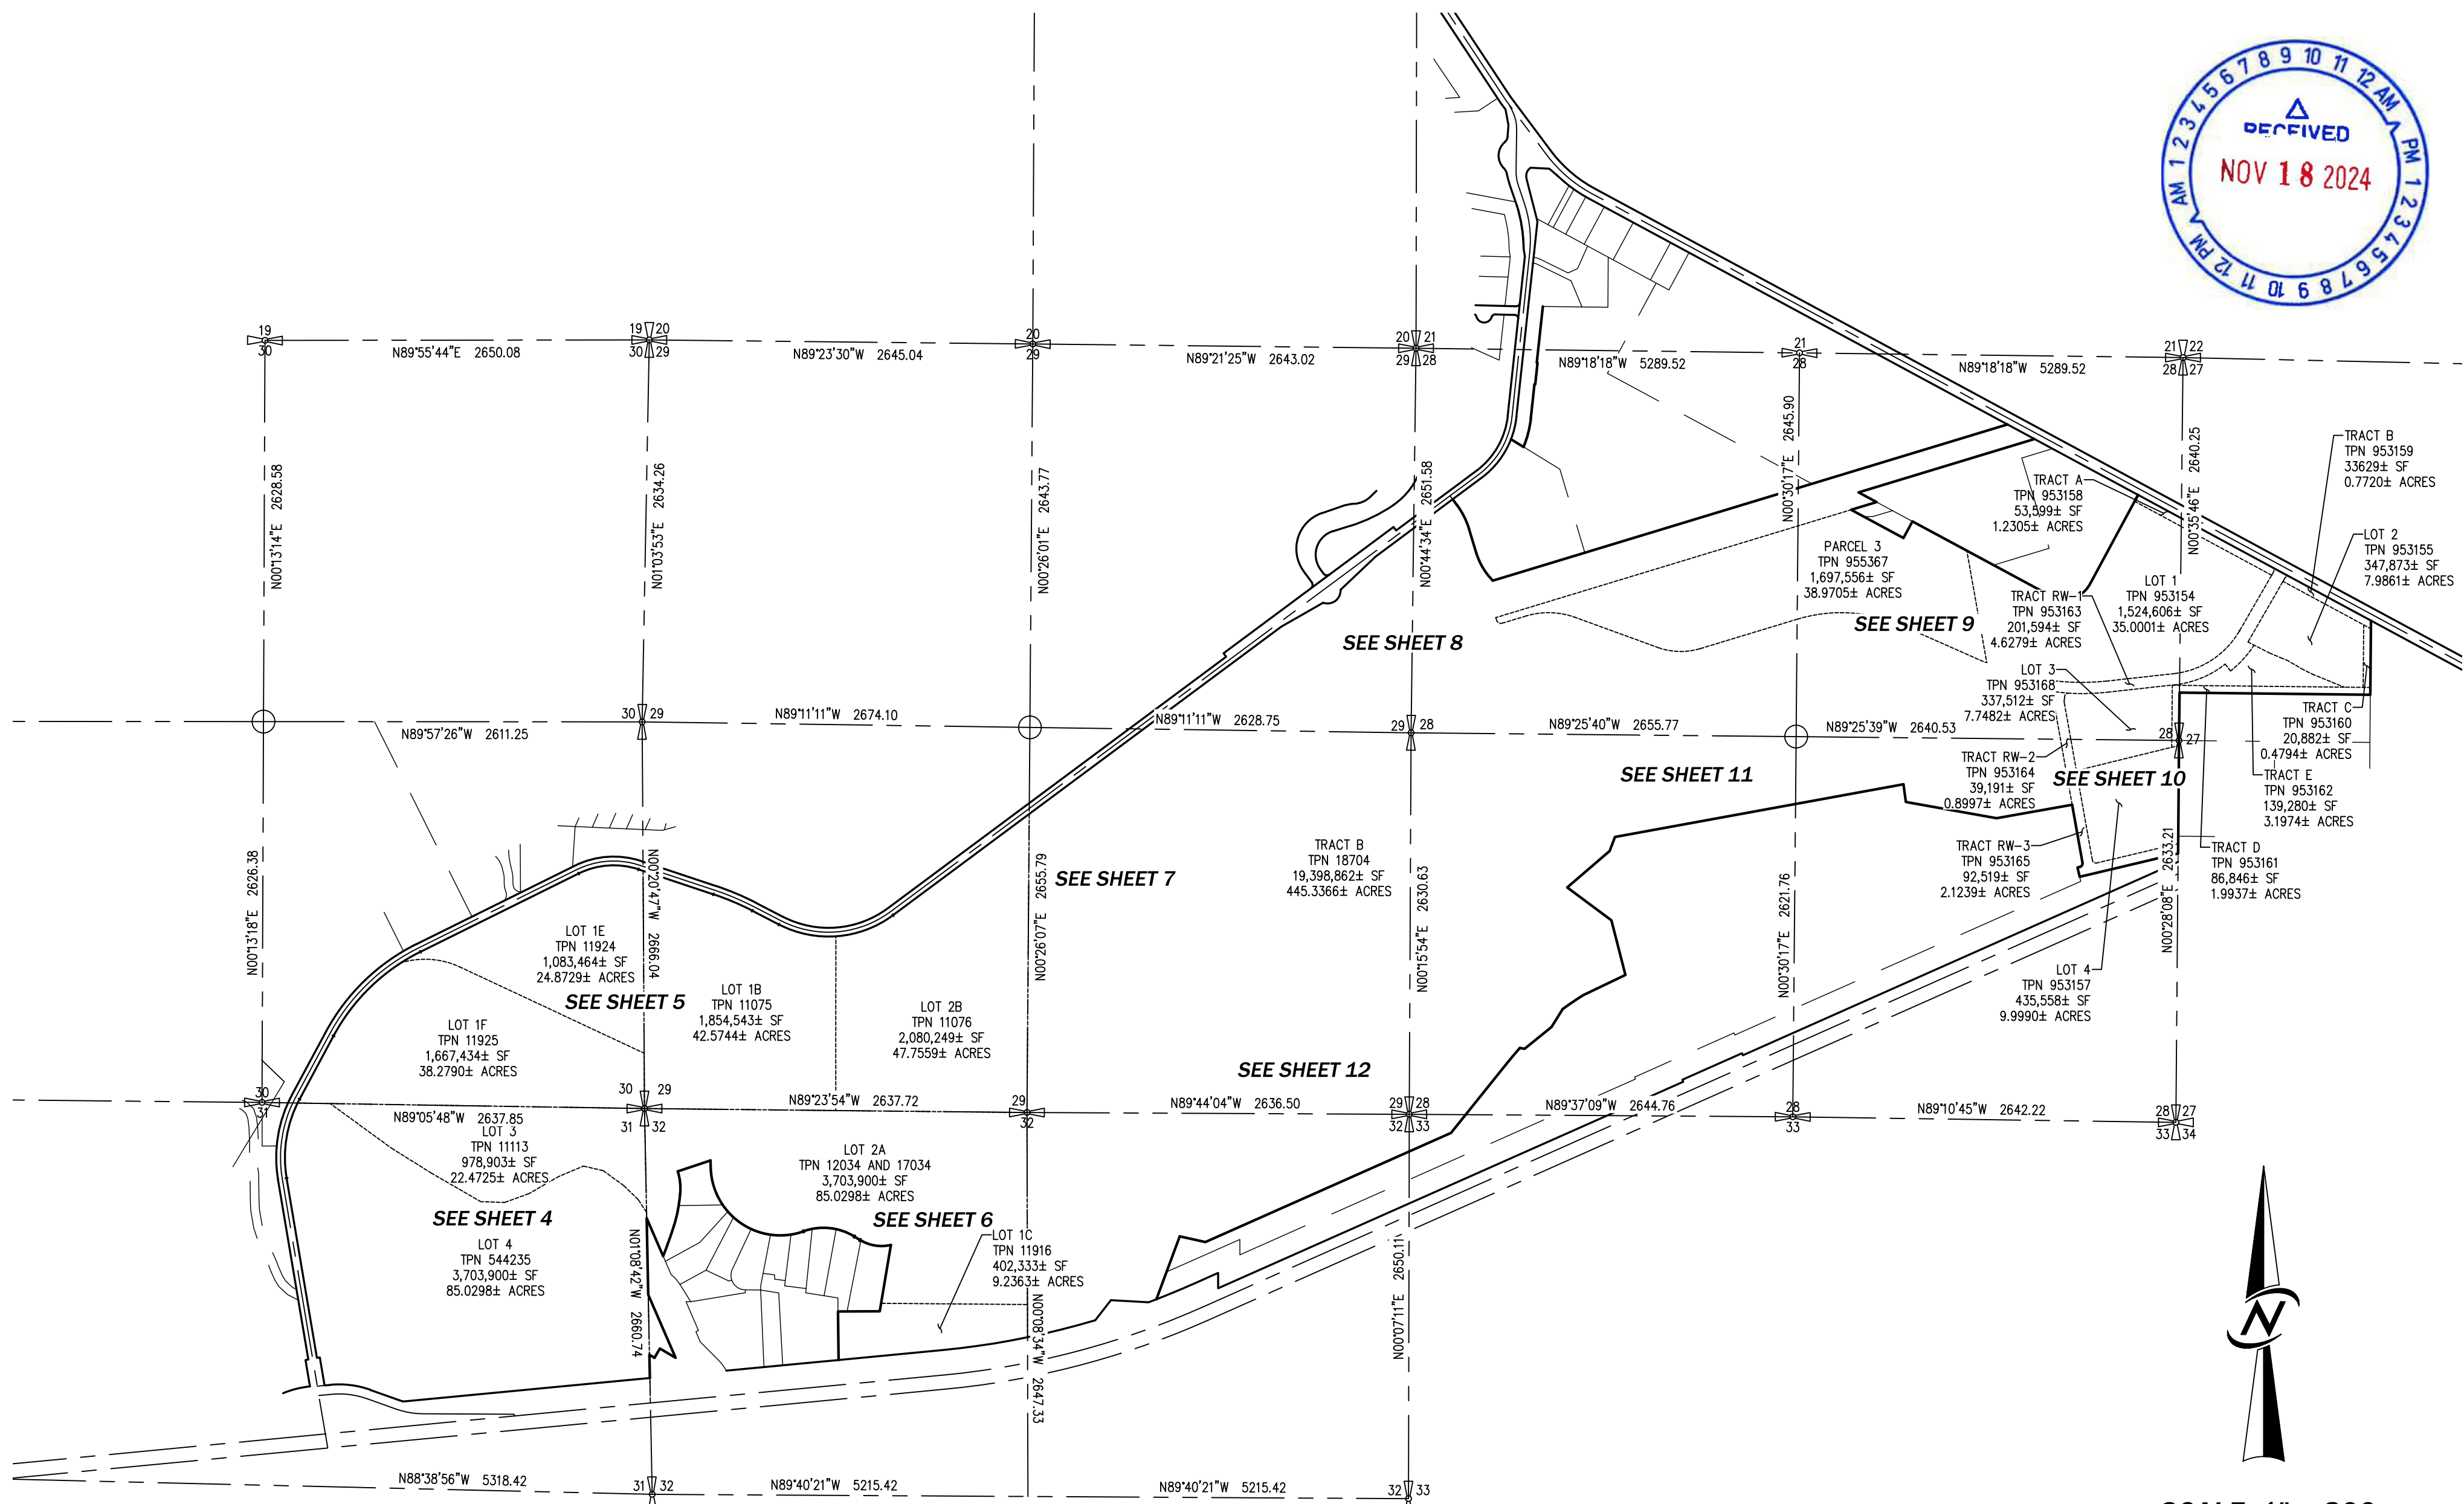 AM 1 2 3 4 5 6 7 8 9 10 11 12 AM
PM 1 2 3 4 5 6 7 8 9 10 11 12 PM
RECEIVED
NOV 18 2024
19
30
N89°55'44"E 2650.08
19 20
30 29
N89°23'30"W 2645.04
20
29
N89°21'25"W 2643.02
20 21
29 28
N89°18'18"W 5289.52
21
28
N89°18'18"W 5289.52
21 22
28 27
N00°13'14"E 2628.58
N01°03'53"E 2634.26
N00°26'01"E 2643.77
N00°44'34"E 2651.58
N00°30'17"E 2645.90
N00°35'46"E 2640.25
TRACT B
TPN 953159
33629± SF
0.7720± ACRES
LOT 2
TPN 953155
347,873± SF
7.9861± ACRES
TRACT A
TPN 953158
53,599± SF
1.2305± ACRES
PARCEL 3
TPN 955367
1,697,556± SF
38.9705± ACRES
LOT 1
TPN 953154
1,524,606± SF
35.0001± ACRES
TRACT RW-1
TPN 953163
201,594± SF
4.6279± ACRES
SEE SHEET 9
SEE SHEET 8
LOT 3
TPN 953168
337,512± SF
7.7482± ACRES
TRACT C
TPN 953160
20,882± SF
0.4794± ACRES
N89°57'26"W 2611.25
30 29
N89°11'11"W 2674.10
N89°11'11"W 2628.75
29 28
N89°25'40"W 2655.77
N89°25'39"W 2640.53
28
27
TRACT RW-2
TPN 953164
39,191± SF
0.8997± ACRES
SEE SHEET 11
SEE SHEET 10
TRACT E
TPN 953162
139,280± SF
3.1974± ACRES
TRACT RW-3
TPN 953165
92,519± SF
2.1239± ACRES
TRACT D
TPN 953161
86,846± SF
1.9937± ACRES
TRACT B
TPN 18704
19,398,862± SF
445.3366± ACRES
SEE SHEET 7
N00°13'18"E 2626.38
N00°20'47"W 2666.04
N00°26'07"E 2655.79
N00°15'54"E 2630.63
N00°30'17"E 2621.76
N00°28'08"E 2633.21
LOT 1E
TPN 11924
1,083,464± SF
24.8729± ACRES
SEE SHEET 5
LOT 1B
TPN 11075
1,854,543± SF
42.5744± ACRES
LOT 2B
TPN 11076
2,080,249± SF
47.7559± ACRES
LOT 4
TPN 953157
435,558± SF
9.9990± ACRES
LOT 1F
TPN 11925
1,667,434± SF
38.2790± ACRES
SEE SHEET 12
30
31
N89°05'48"W 2637.85
30 29
31 32
N89°23'54"W 2637.72
29
32
N89°44'04"W 2636.50
29 28
32 33
N89°37'09"W 2644.76
28
33
N89°10'45"W 2642.22
28 27
33 34
LOT 3
TPN 11113
978,903± SF
22.4725± ACRES
LOT 2A
TPN 12034 AND 17034
3,703,900± SF
85.0298± ACRES
SEE SHEET 4
SEE SHEET 6
LOT 4
TPN 544235
3,703,900± SF
85.0298± ACRES
LOT 1C
TPN 11916
402,333± SF
9.2363± ACRES
N01°08'42"W 2660.74
N00°08'34"W 2647.33
N00°07'11"E 2650.11
N
N88°38'56"W 5318.42
31 32
N89°40'21"W 5215.42
N89°40'21"W 5215.42
32 33